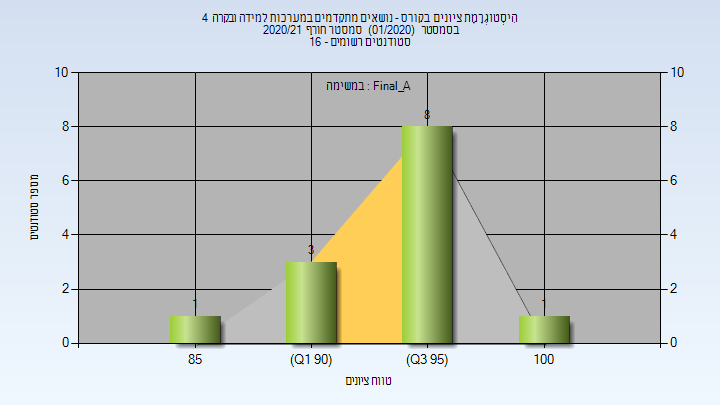 היסטוגרמת ציונים בקורס - נושאים מתקדמים במערכות למידה ובקרה 4
בסמסטר (01/2020) סמסטר חורף 2020/21
סטודנטים רשומים - 16
במשימה : Final_A
10
8
6
4
2
0
10
8
6
4
2
0
מספר סטודנטים
1
3
8
1
85
(Q1 90)
(Q3 95)
100
טווח ציונים